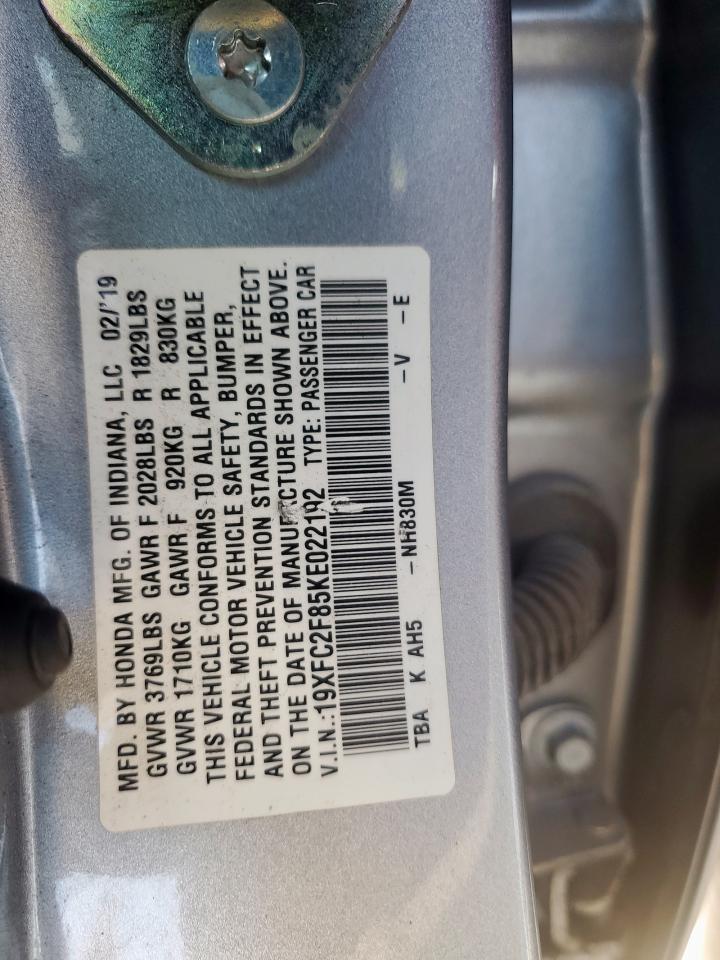 MFD. BY HONDA MFG. OF INDIANA, LLC 02/'19
GVWR 3769LBS GAWR F 2028LBS R 1829LBS
GVWR 1710KG GAWR F 920KG R 830KG
THIS VEHICLE CONFORMS TO ALL APPLICABLE
FEDERAL MOTOR VEHICLE SAFETY, BUMPER,
AND THEFT PREVENTION STANDARDS IN EFFECT
ON THE DATE OF MANUFACTURE SHOWN ABOVE.
V.I.N.:19XFC2F85KE022192 TYPE: PASSENGER CAR
TBA K AH5 -NH830M -V -E